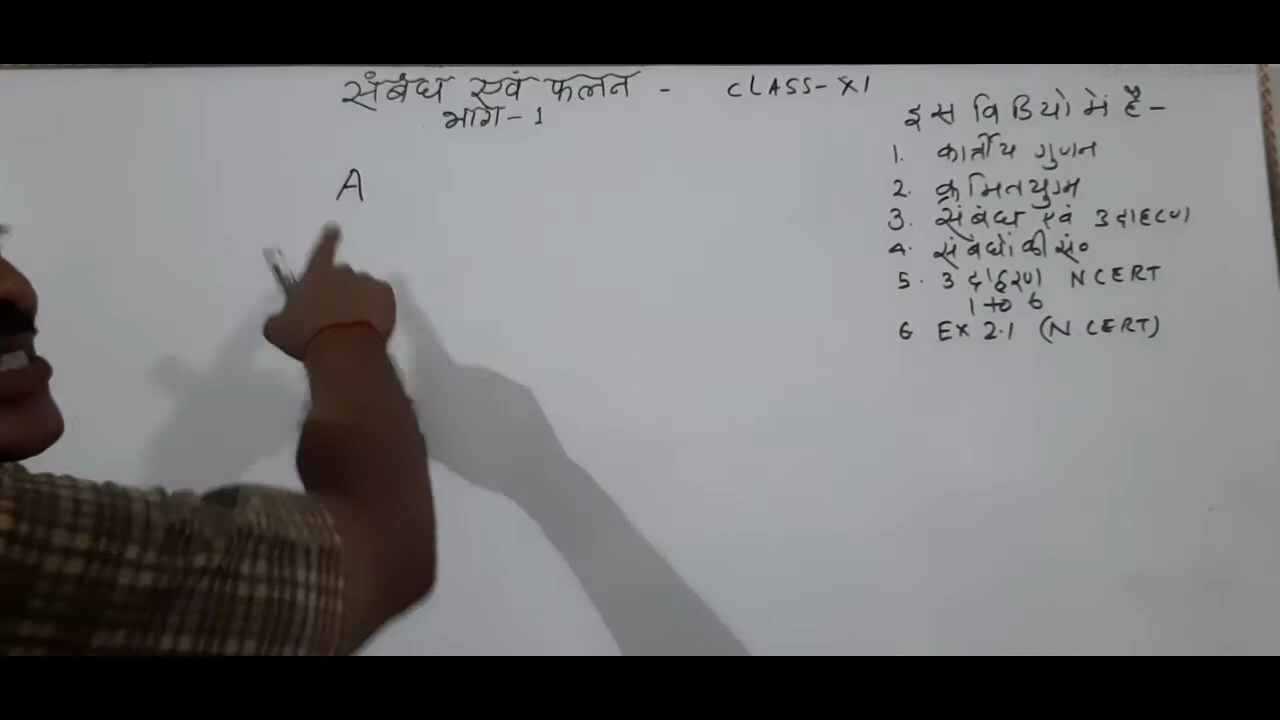 संबंध एवं फलन - CLASS-XI
भाग-1
A
इस विडियो में है-
1. कार्तीय गुणन
2. क्रमितयुग्म
3. संबंध एवं उदाहरण
4. संबंधों की सं०
5. उदाहरण NCERT
1 to 6
6 Ex 2.1 (NCERT)